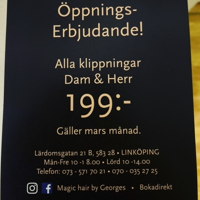 Öppnings-
Erbjudande!
Alla klippningar
Dam & Herr
199:-
Gäller mars månad.
Lärdomsgatan 21 B, 583 28 • LINKÖPING
Mån-Fre 10 -18.00 • Lörd 10 -14.00
Telefon: 073 - 571 70 21 • 070 - 035 27 25
Magic hair by Georges • Bokadirekt